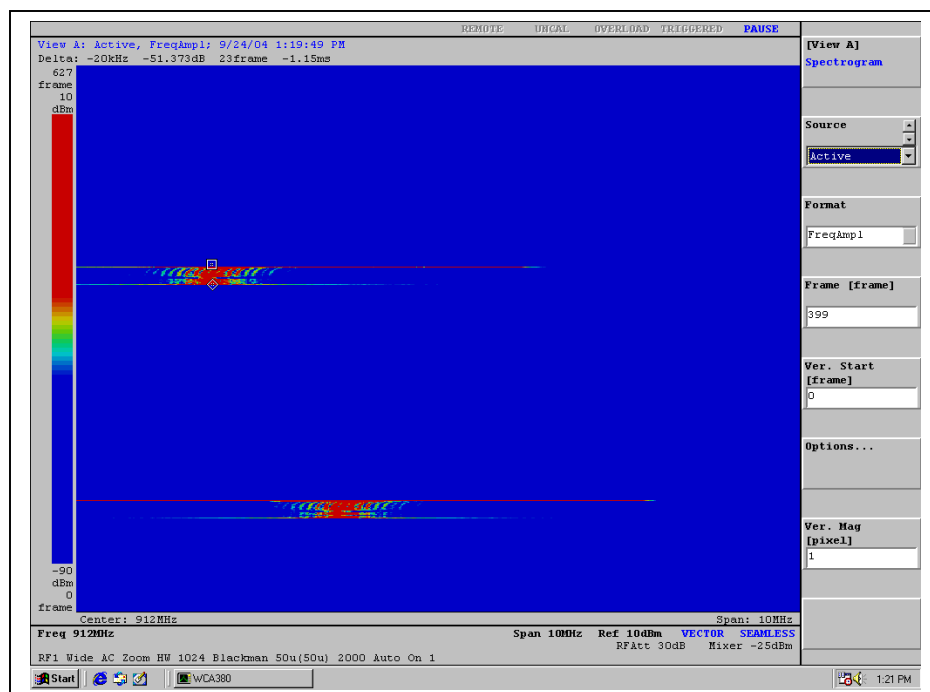 REMOTE UNCAL OVERLOAD TRIGGERED PAUSE
View A: Active, FreqAmpl; 9/24/04 1:19:49 PM
Delta: -20kHz -51.373dB 23frame -1.15ms
627
frame
10
dBm
-90
dBm
0
frame
Center: 912MHz Span: 10MHz
Freq 912MHz Span 10MHz Ref 10dBm VECTOR SEAMLESS
RFAtt 30dB Mixer -25dBm
RF1 Wide AC Zoom HW 1024 Blackman 50u(50u) 2000 Auto On 1
[View A]
Spectrogram
Source
Active
Format
FreqAmpl
Frame [frame]
399
Ver. Start
[frame]
0
Options...
Ver. Mag
[pixel]
1
Start WCA380 1:21 PM